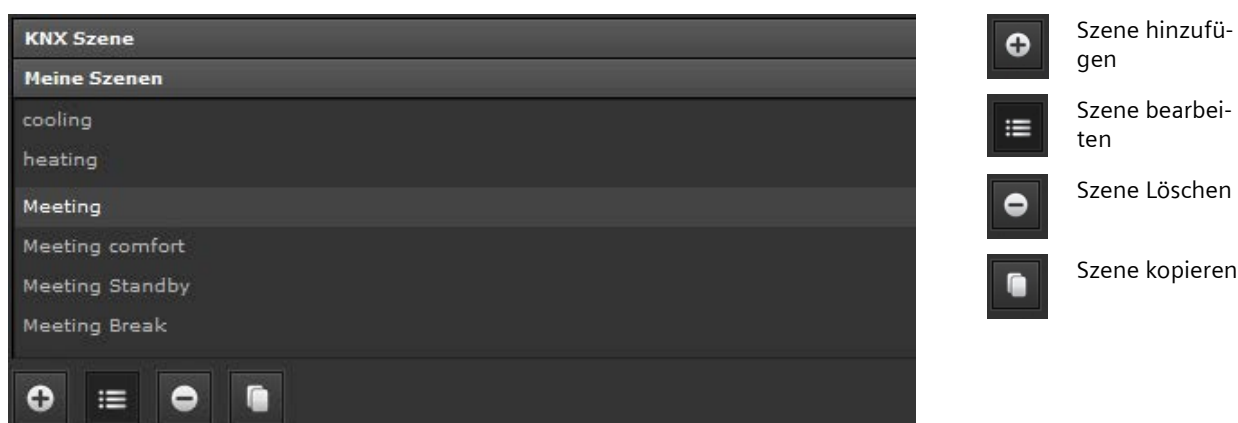 KNX Szene
Meine Szenen
cooling
heating
Meeting
Meeting comfort
Meeting Standby
Meeting Break
Szene hinzufü-
gen
Szene bearbei-
ten
Szene Löschen
Szene kopieren